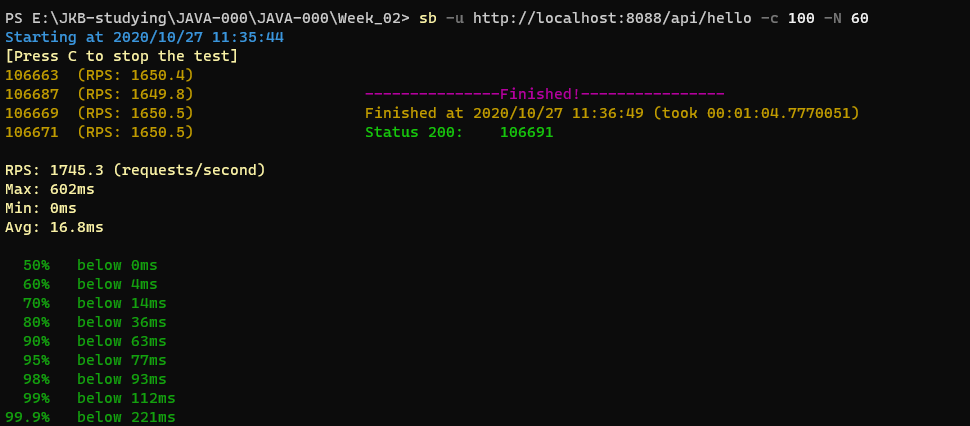 PS E:\JKB-studying\JAVA-000\JAVA-000\Week_02> sb -u http://localhost:8088/api/hello -c 100 -N 60
Starting at 2020/10/27 11:35:44
[Press C to stop the test]
106663  (RPS: 1650.4)
106687  (RPS: 1649.8)                   ---------------Finished!----------------
106669  (RPS: 1650.5)                   Finished at 2020/10/27 11:36:49 (took 00:01:04.7770051)
106671  (RPS: 1650.5)                   Status 200:    106691
RPS: 1745.3 (requests/second)
Max: 602ms
Min: 0ms
Avg: 16.8ms
50%   below 0ms
60%   below 4ms
70%   below 14ms
80%   below 36ms
90%   below 63ms
95%   below 77ms
98%   below 93ms
99%   below 112ms
99.9%   below 221ms